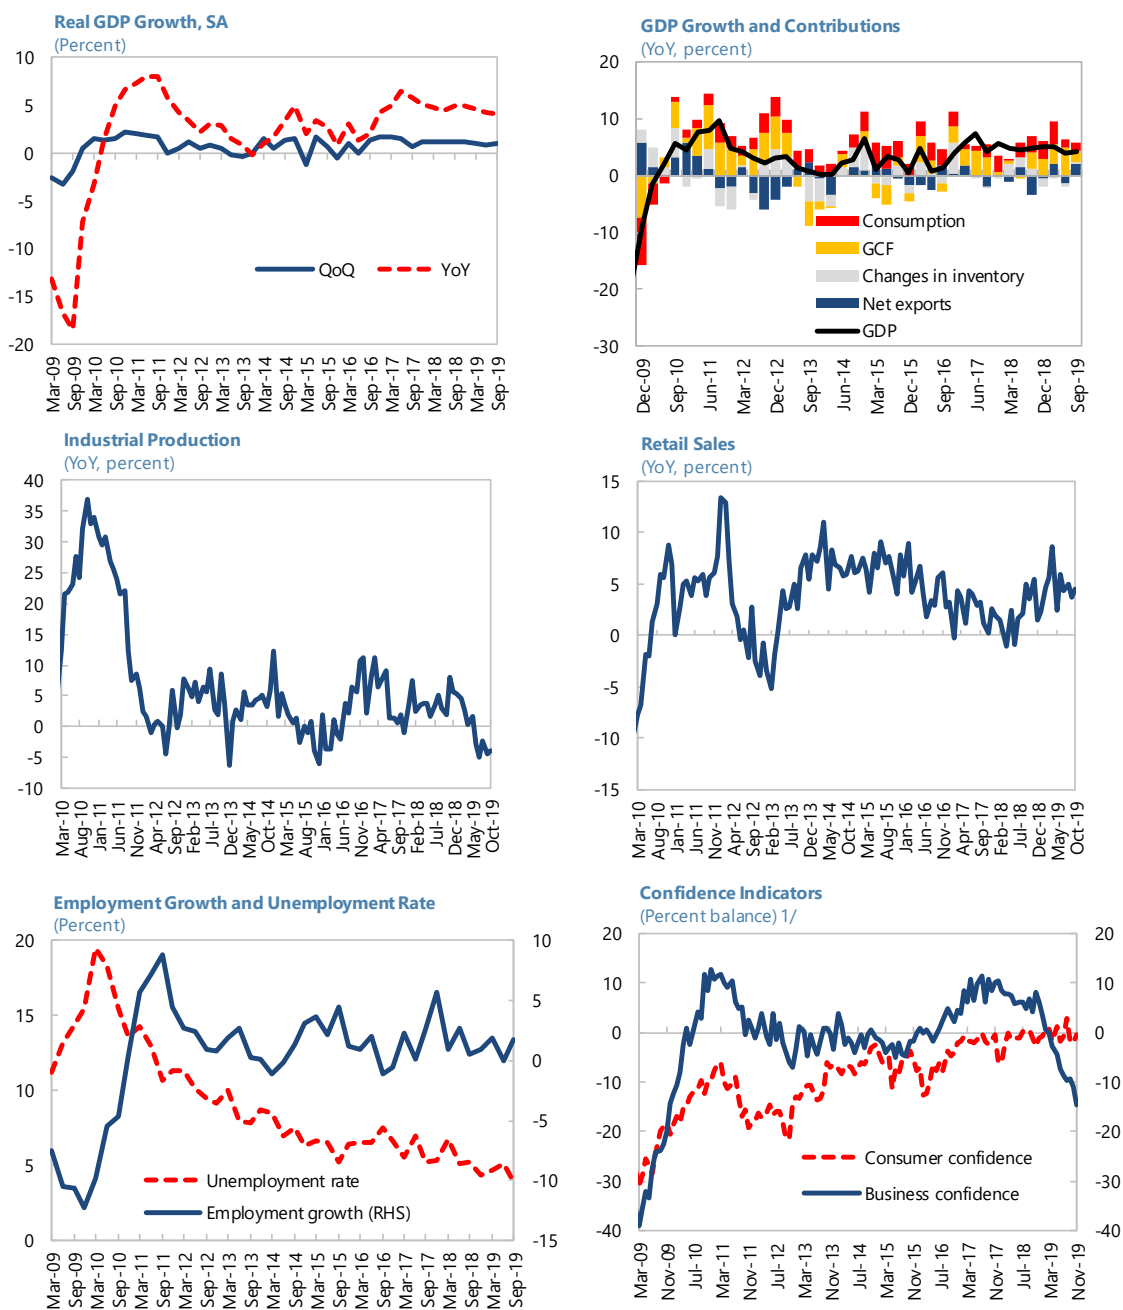 Real GDP Growth, SA
(Percent)
10
5
0
-5
-10
-15
-20
QoQ YoY
Mar-09 Sep-09 Mar-10 Sep-10 Mar-11 Sep-11 Mar-12 Sep-12 Mar-13 Sep-13 Mar-14 Sep-14 Mar-15 Sep-15 Mar-16 Sep-16 Mar-17 Sep-17 Mar-18 Sep-18 Mar-19 Sep-19
GDP Growth and Contributions
(YoY, percent)
20
10
0
-10
-20
-30
Consumption
GCF
Changes in inventory
Net exports
GDP
Dec-09 Sep-10 Jun-11 Mar-12 Dec-12 Sep-13 Jun-14 Mar-15 Dec-15 Sep-16 Jun-17 Mar-18 Dec-18 Sep-19
Industrial Production
(YoY, percent)
40
35
30
25
20
15
10
5
0
-5
-10
Mar-10 Aug-10 Jan-11 Jun-11 Nov-11 Apr-12 Sep-12 Feb-13 Jul-13 Dec-13 May-14 Oct-14 Mar-15 Aug-15 Jan-16 Jun-16 Nov-16 Apr-17 Sep-17 Feb-18 Jul-18 Dec-18 May-19 Oct-19
Retail Sales
(YoY, percent)
15
10
5
0
-5
-10
-15
Mar-10 Aug-10 Jan-11 Jun-11 Nov-11 Apr-12 Sep-12 Feb-13 Jul-13 Dec-13 May-14 Oct-14 Mar-15 Aug-15 Jan-16 Jun-16 Nov-16 Apr-17 Sep-17 Feb-18 Jul-18 Dec-18 May-19 Oct-19
Employment Growth and Unemployment Rate
(Percent)
20
15
10
5
0
10
5
0
-5
-10
-15
Unemployment rate
Employment growth (RHS)
Mar-09 Sep-09 Mar-10 Sep-10 Mar-11 Sep-11 Mar-12 Sep-12 Mar-13 Sep-13 Mar-14 Sep-14 Mar-15 Sep-15 Mar-16 Sep-16 Mar-17 Sep-17 Mar-18 Sep-18 Mar-19 Sep-19
Confidence Indicators
(Percent balance) 1/
20
10
0
-10
-20
-30
-40
20
10
0
-10
-20
-30
-40
Consumer confidence
Business confidence
Mar-09 Nov-09 Jul-10 Mar-11 Nov-11 Jul-12 Mar-13 Nov-13 Jul-14 Mar-15 Nov-15 Jul-16 Mar-17 Nov-17 Jul-18 Mar-19 Nov-19